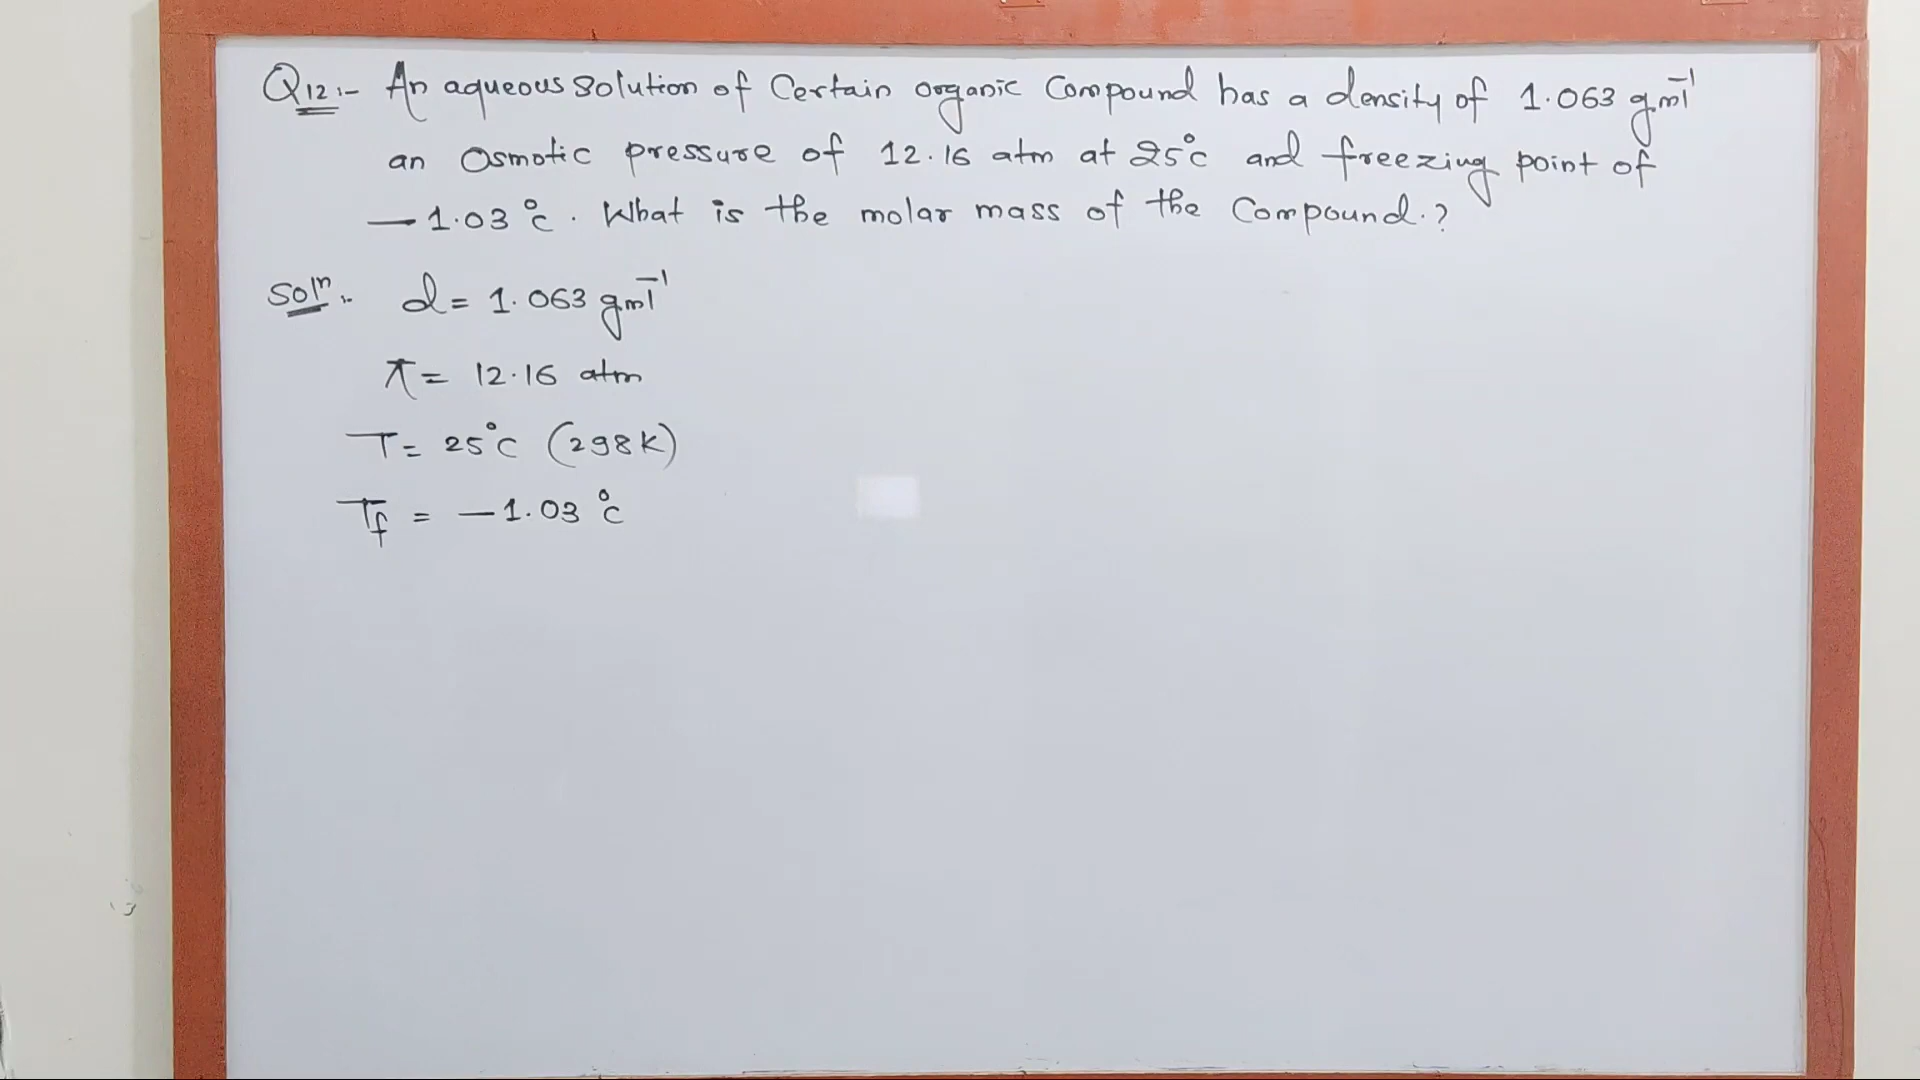 Q12:- An aqueous solution of Certain organic Compound has a density of 1.063 gml⁻¹
an Osmotic pressure of 12.16 atm at 25°c and freezing point of
-1.03 °c. What is the molar mass of the Compound.?
Solⁿ:- d= 1.063 gml⁻¹
π= 12.16 atm
T= 25°c (298K)
Tf = -1.03 °c